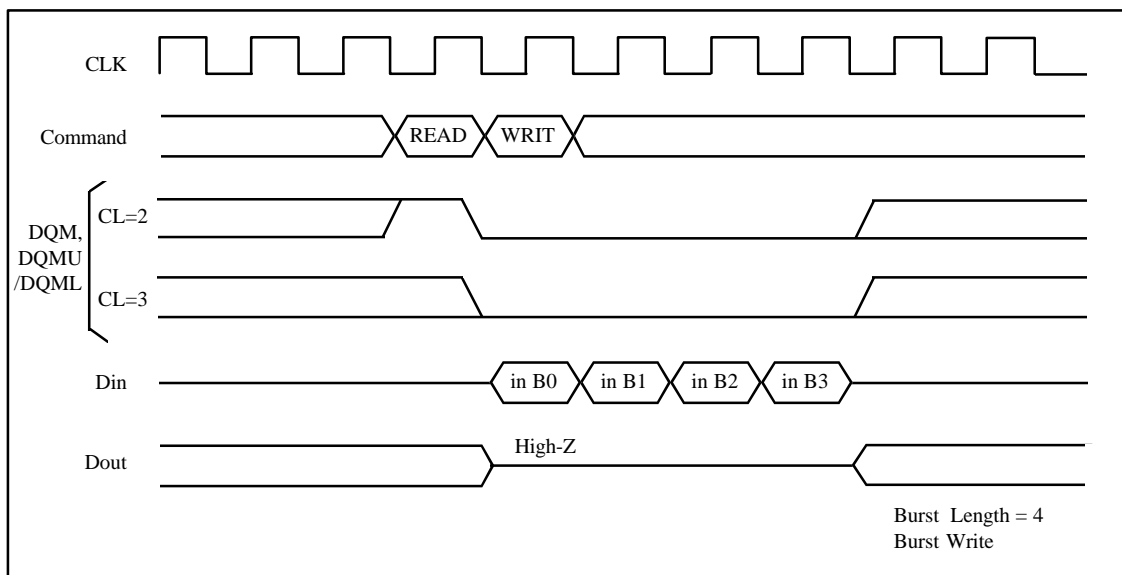 CLK
Command
READ
WRIT
DQM,
DQMU
/DQML
CL=2
CL=3
Din
in B0
in B1
in B2
in B3
Dout
High-Z
Burst Length = 4
Burst Write